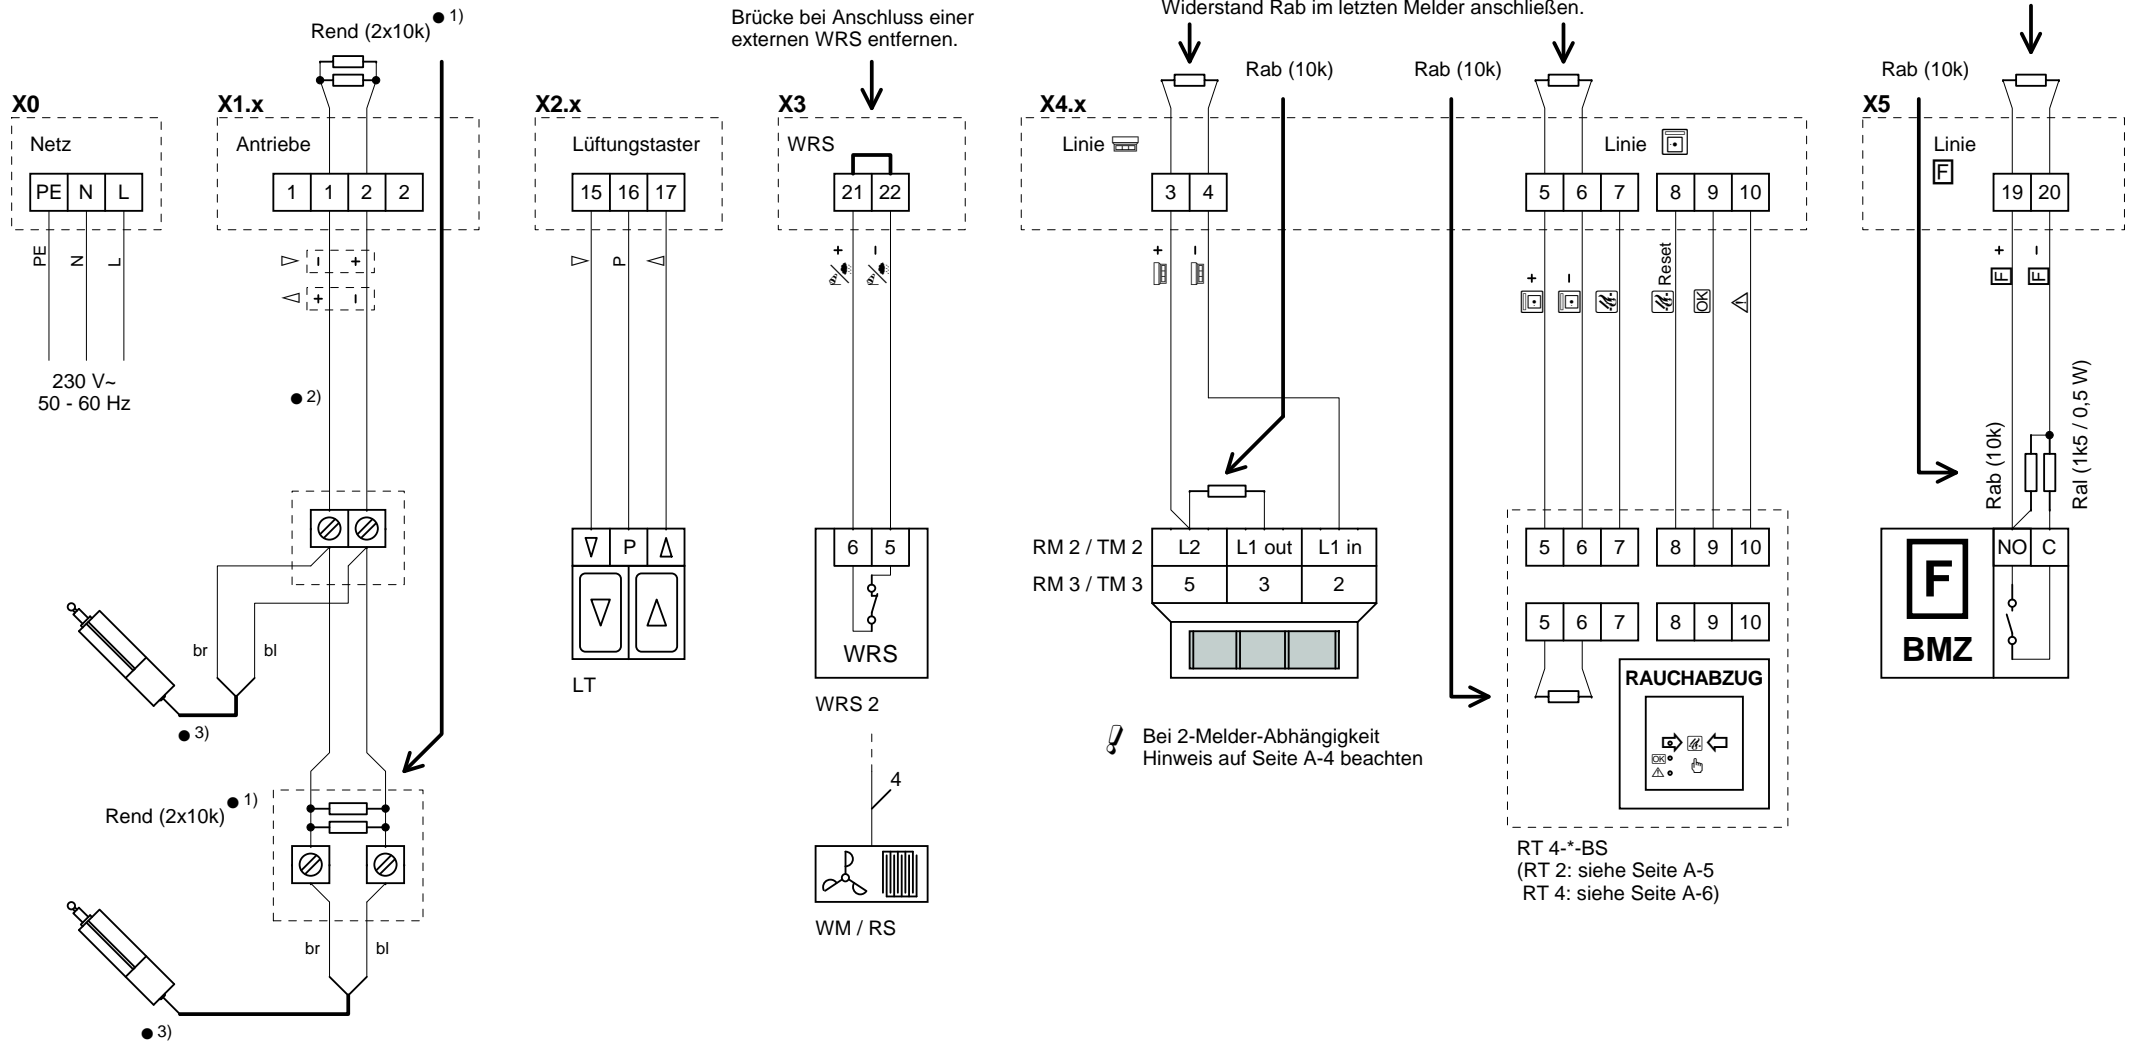 Rend (2x10k) ● 1)
Brücke bei Anschluss einer
externen WRS entfernen.
Widerstand Rab im letzten Melder anschließen.
Rab (10k)
Rab (10k)
Rab (10k)
X0
X1.x
X2.x
X3
X4.x
X5
Netz
Antriebe
Lüftungstaster
WRS
Linie
Linie
Linie
F
PE N L
1 1 2 2
15 16 17
21 22
3 4
5 6 7
8 9 10
19 20
PE
N
L
- +
+ -
P
+ -
+ -
+ -
Reset
OK
+ -
F F
230 V~
50 - 60 Hz
● 2)
Rab (10k)
Ral (1k5 / 0,5 W)
P
6 5
WRS
RM 2 / TM 2 L2 L1 out L1 in
RM 3 / TM 3 5 3 2
5 6 7 8 9 10
5 6 7 8 9 10
NO C
F
BMZ
br
bl
● 3)
LT
WRS 2
RAUCHABZUG
OK
Bei 2-Melder-Abhängigkeit
Hinweis auf Seite A-4 beachten
4
Rend (2x10k) ● 1)
RT 4-*-BS
(RT 2: siehe Seite A-5
RT 4: siehe Seite A-6)
WM / RS
br
bl
● 3)